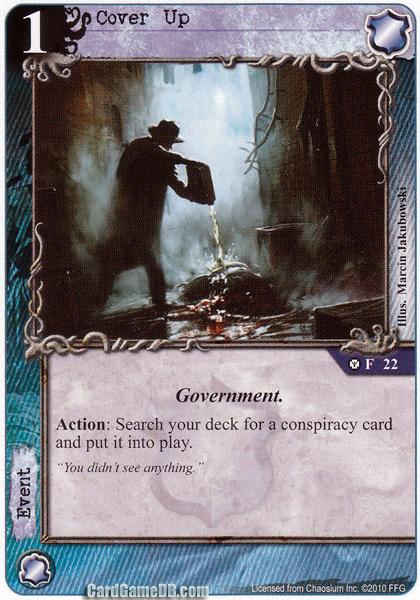 1
Cover Up
Illus. Marcin Jakubowski
F 22
Government.
Action: Search your deck for a conspiracy card
and put it into play.
"You didn't see anything."
Event
Licensed from Chaosium Inc. ©2010 FFG
CardGameDB.com